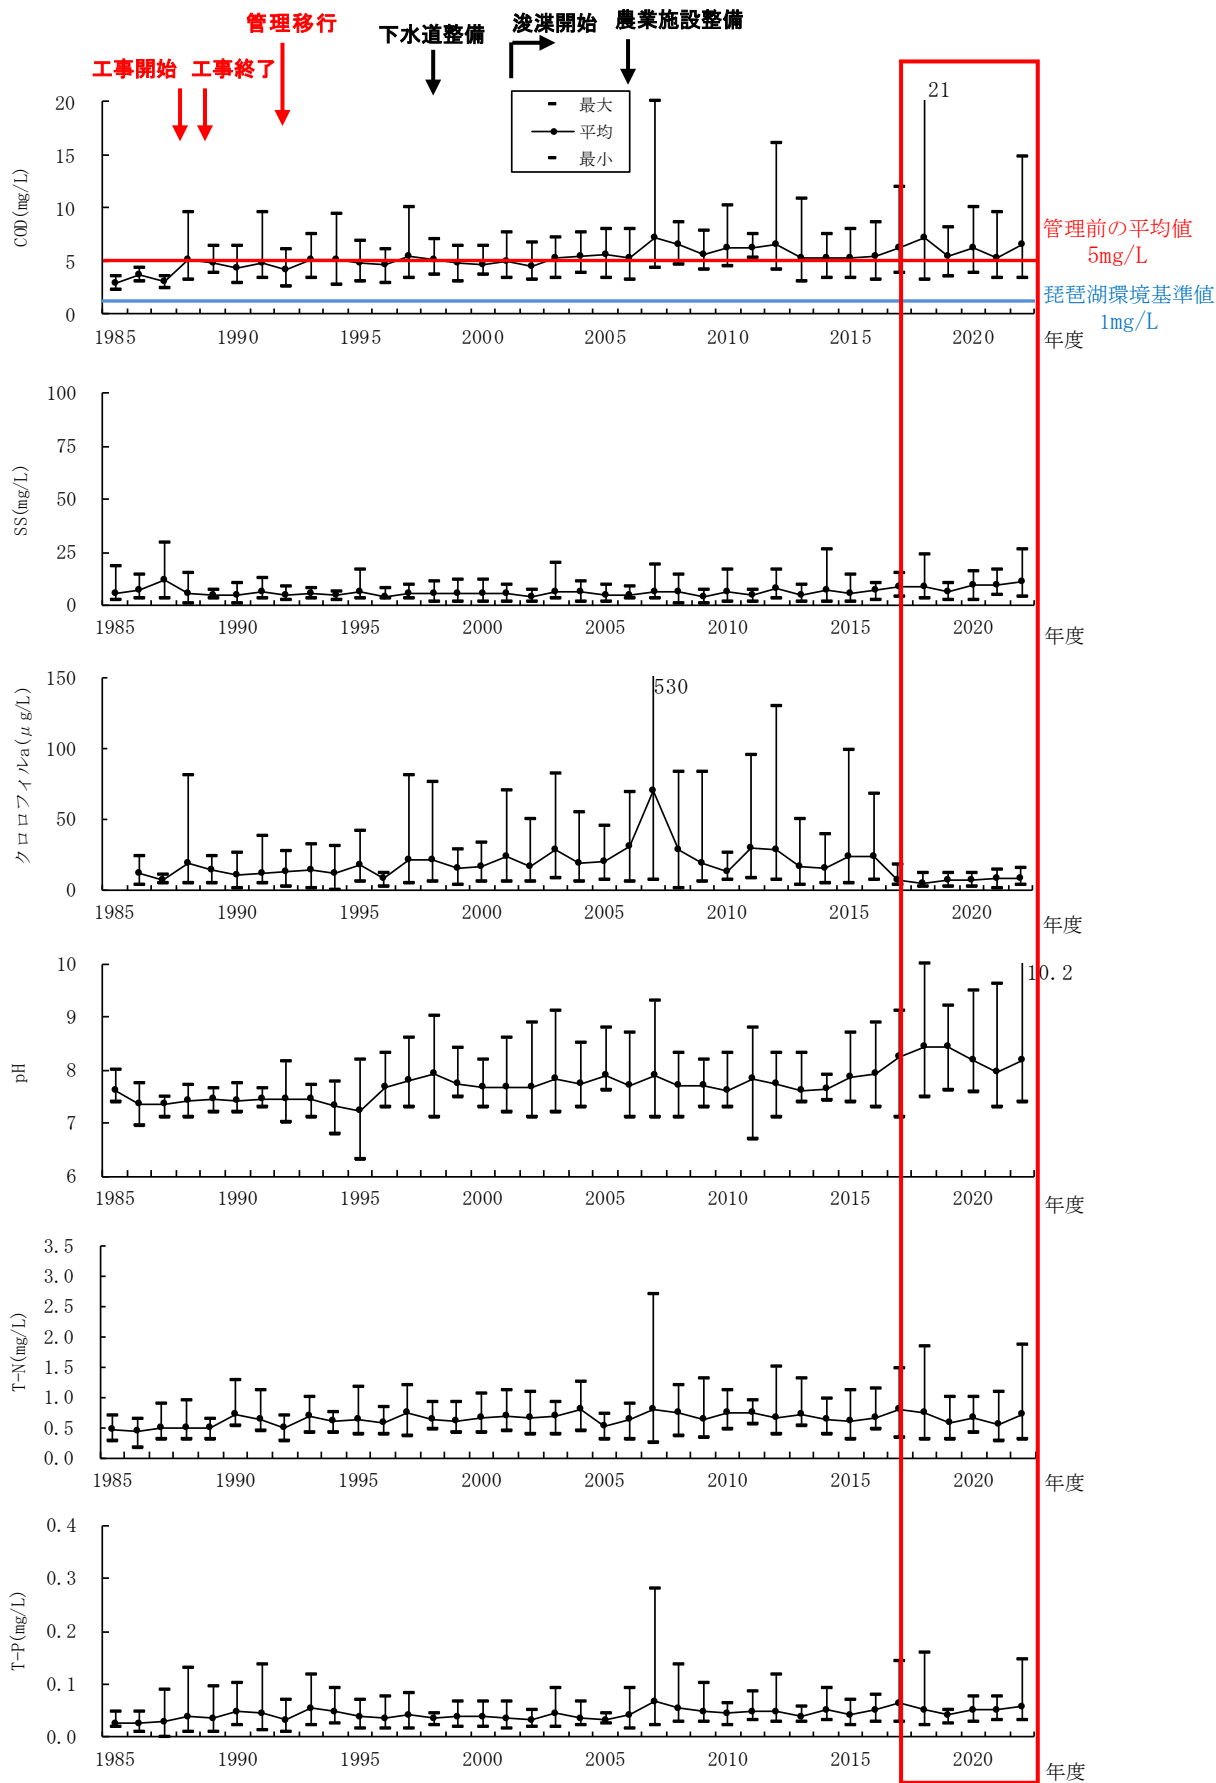 管理移行
下水道整備
浚渫開始
農業施設整備
工事開始
工事終了
最大
平均
最小
21
COD(mg/L)
20
15
10
5
0
管理前の平均値
5mg/L
琵琶湖環境基準値
1mg/L
1985 1990 1995 2000 2005 2010 2015 2020 年度
SS(mg/L)
100
75
50
25
0
1985 1990 1995 2000 2005 2010 2015 2020 年度
クロロフィルa(μg/L)
150
530
100
50
0
1985 1990 1995 2000 2005 2010 2015 2020 年度
pH
10
10.2
9
8
7
6
1985 1990 1995 2000 2005 2010 2015 2020 年度
T-N(mg/L)
3.5
3.0
2.5
2.0
1.5
1.0
0.5
0.0
1985 1990 1995 2000 2005 2010 2015 2020 年度
T-P(mg/L)
0.4
0.3
0.2
0.1
0.0
1985 1990 1995 2000 2005 2010 2015 2020 年度